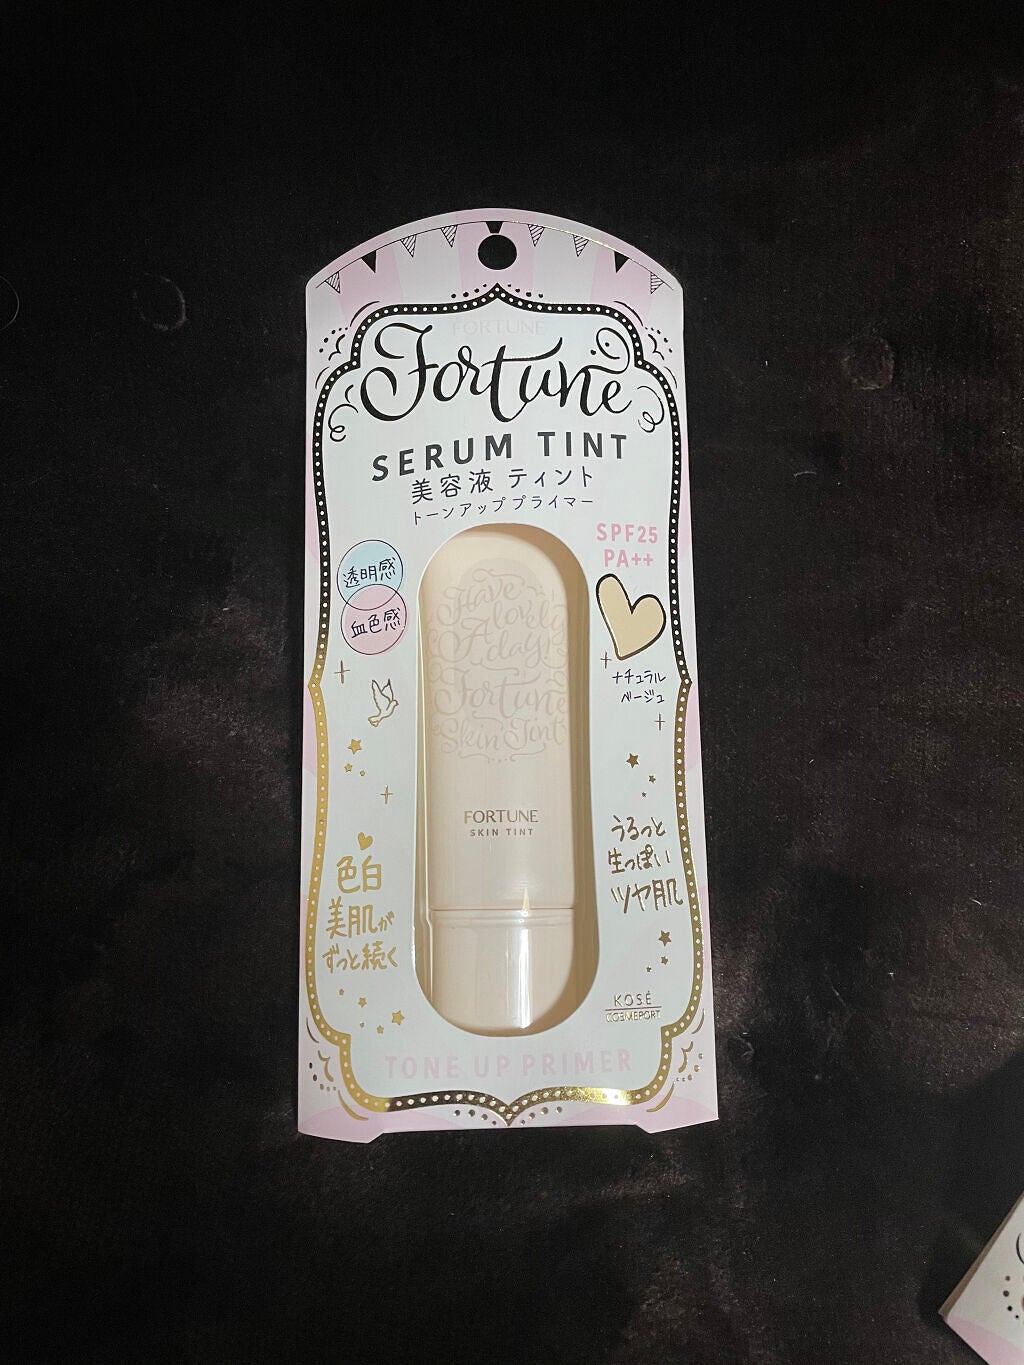 FORTUNE
Fortune
SERUM TINT
美容液 ティント
トーンアップ プライマー
SPF25
PA++
透明感
血色感
ナチュラル
ベージュ
Have
A lovely
day!
Fortune
Skin Tint
FORTUNE
SKIN TINT
色白
美肌が
ずっと続く
うるっと
生っぽい
ツヤ肌
KOSÉ
COSMEPORT
TONE UP PRIMER